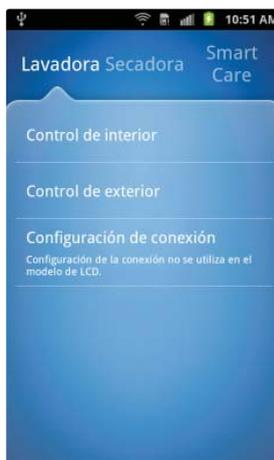 10:51 AM
Lavadora Secadora Smart
Care
Control de interior
Control de exterior
Configuración de conexión
Configuración de la conexión no se utiliza en el
modelo de LCD.